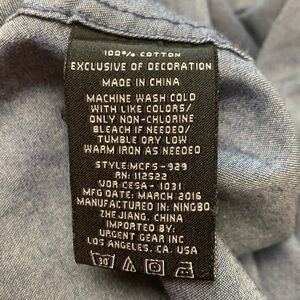 100% COTTON
EXCLUSIVE OF DECORATION
MADE IN CHINA
MACHINE WASH COLD
WITH LIKE COLORS/
ONLY NON-CHLORINE
BLEACH IF NEEDED/
TUMBLE DRY LOW
WARM IRON AS NEEDED
STYLE:MCFS-929
RN: 112522
VDR: CESA-1031
MFG DATE: MARCH 2016
MANUFACTURED IN NINGBO
ZHEJIANG, CHINA
IMPORTED BY:
URGENT GEAR INC
LOS ANGELES, CA USA
30